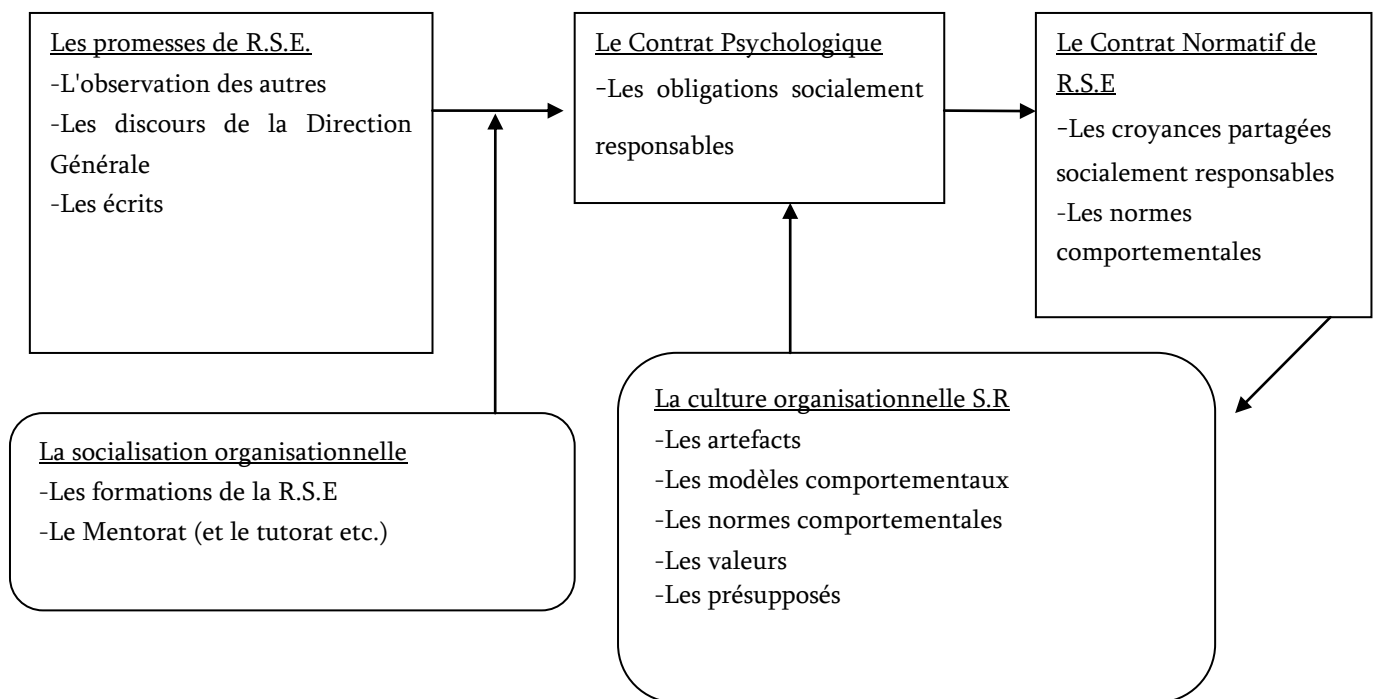 Les promesses de R.S.E.
-L'observation des autres
-Les discours de la Direction
Générale
-Les écrits
Le Contrat Psychologique
-Les obligations socialement
responsables
Le Contrat Normatif de
R.S.E
-Les croyances partagées
socialement responsables
-Les normes
comportementales
La socialisation organisationnelle
-Les formations de la R.S.E
-Le Mentorat (et le tutorat etc.)
La culture organisationnelle S.R
-Les artefacts
-Les modèles comportementaux
-Les normes comportementales
-Les valeurs
-Les présupposés